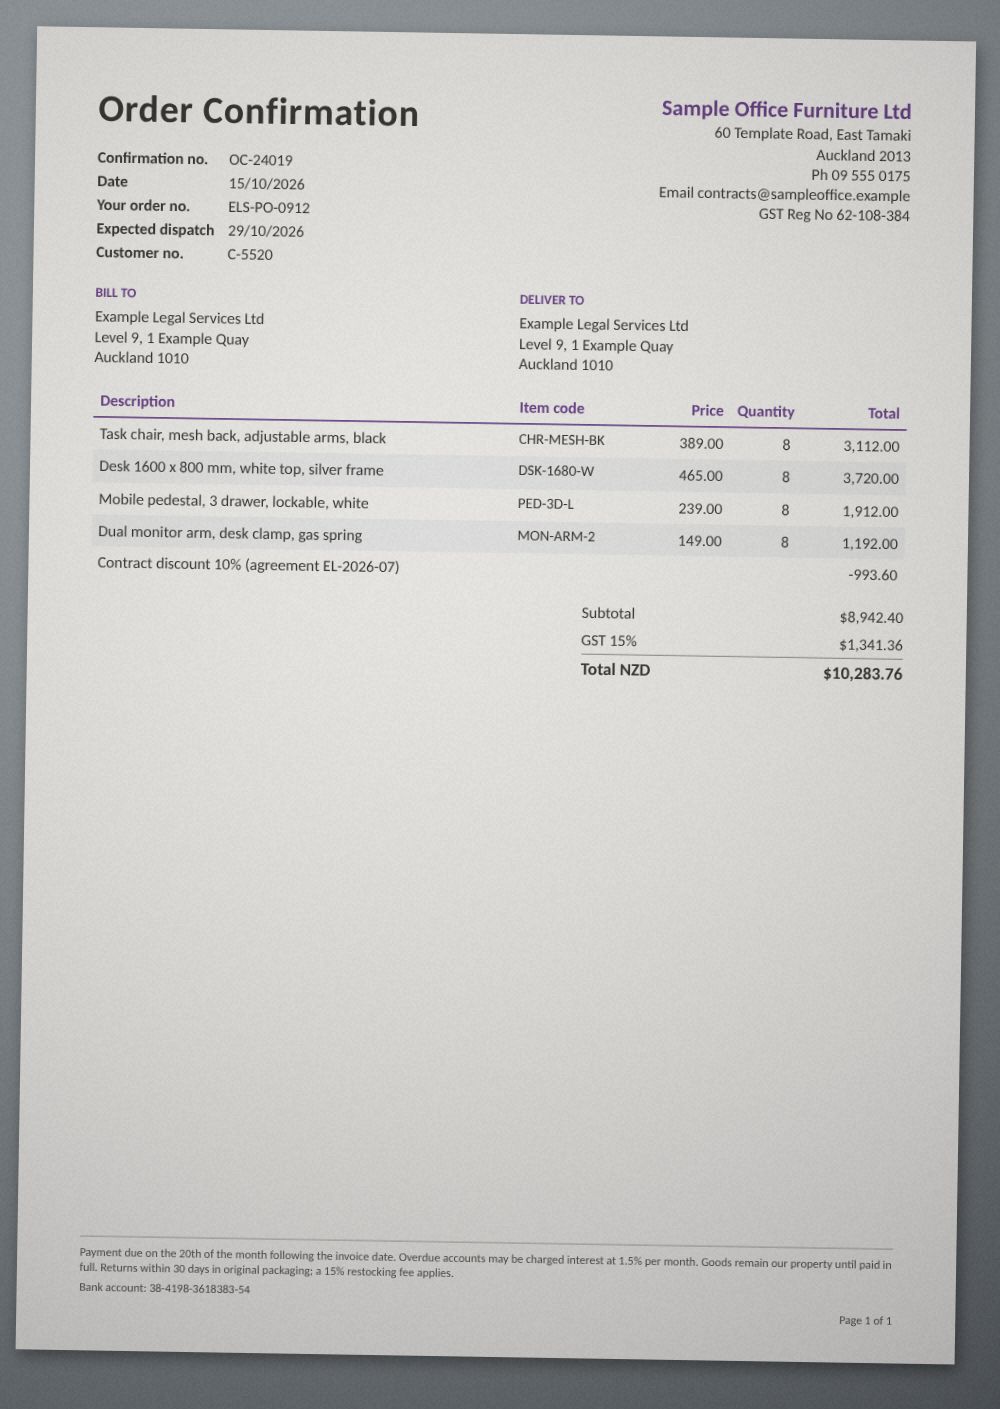 Order Confirmation
Confirmation no. OC-24019
Date 15/10/2026
Your order no. ELS-PO-0912
Expected dispatch 29/10/2026
Customer no. C-5520
Sample Office Furniture Ltd
60 Template Road, East Tamaki
Auckland 2013
Ph 09 555 0175
Email contracts@sampleoffice.example
GST Reg No 62-108-384
BILL TO
Example Legal Services Ltd
Level 9, 1 Example Quay
Auckland 1010
DELIVER TO
Example Legal Services Ltd
Level 9, 1 Example Quay
Auckland 1010
Description Item code Price Quantity Total
Task chair, mesh back, adjustable arms, black CHR-MESH-BK 389.00 8 3,112.00
Desk 1600 x 800 mm, white top, silver frame DSK-1680-W 465.00 8 3,720.00
Mobile pedestal, 3 drawer, lockable, white PED-3D-L 239.00 8 1,912.00
Dual monitor arm, desk clamp, gas spring MON-ARM-2 149.00 8 1,192.00
Contract discount 10% (agreement EL-2026-07) -993.60
Subtotal $8,942.40
GST 15% $1,341.36
Total NZD $10,283.76
Payment due on the 20th of the month following the invoice date. Overdue accounts may be charged interest at 1.5% per month. Goods remain our property until paid in
full. Returns within 30 days in original packaging; a 15% restocking fee applies.
Bank account: 38-4198-3618383-54
Page 1 of 1